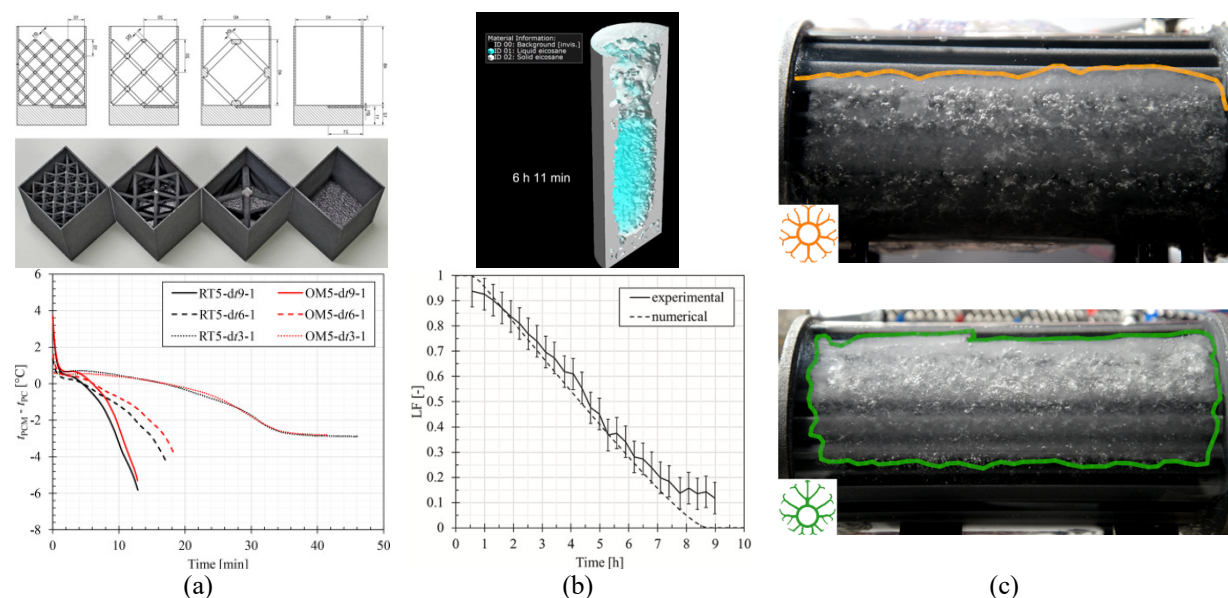 Material Information:
ID 00: Background [invis.]
ID 01: Liquid eicosane
ID 02: Solid eicosane
6 h 11 min
6
4
2
0
-2
-4
-6
-8
t_PCM - t_PC [°C]
RT5-dt9-1
OM5-dt9-1
RT5-dt6-1
OM5-dt6-1
RT5-dt3-1
OM5-dt3-1
0 10 20 30 40 50
Time [min]
1
0.9
0.8
0.7
0.6
0.5
0.4
0.3
0.2
0.1
0
LF [-]
experimental
numerical
0 1 2 3 4 5 6 7 8 9 10
Time [h]
(a)
(b)
(c)